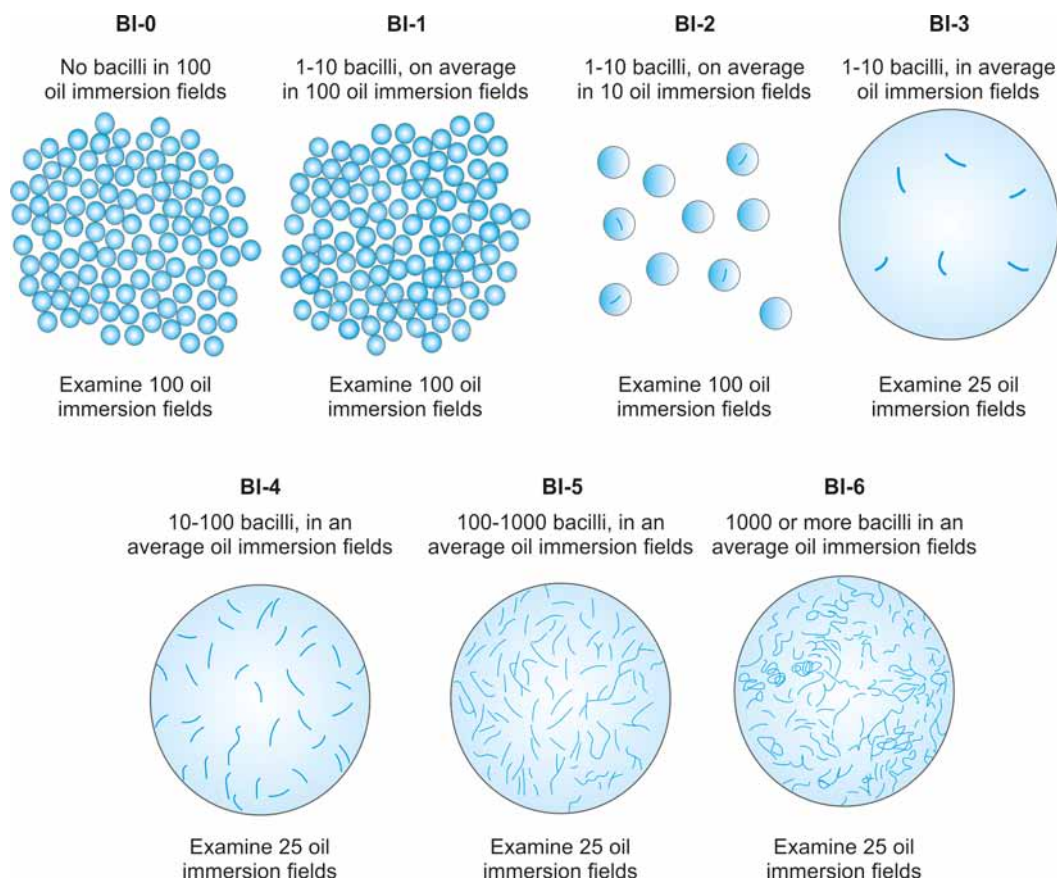 BI-0
No bacilli in 100
oil immersion fields
Examine 100 oil
immersion fields
BI-1
1-10 bacilli, on average
in 100 oil immersion fields
Examine 100 oil
immersion fields
BI-2
1-10 bacilli, on average
in 10 oil immersion fields
Examine 100 oil
immersion fields
BI-3
1-10 bacilli, in average
oil immersion fields
Examine 25 oil
immersion fields
BI-4
10-100 bacilli, in an
average oil immersion fields
Examine 25 oil
immersion fields
BI-5
100-1000 bacilli, in an
average oil immersion fields
Examine 25 oil
immersion fields
BI-6
1000 or more bacilli in an
average oil immersion fields
Examine 25 oil
immersion fields